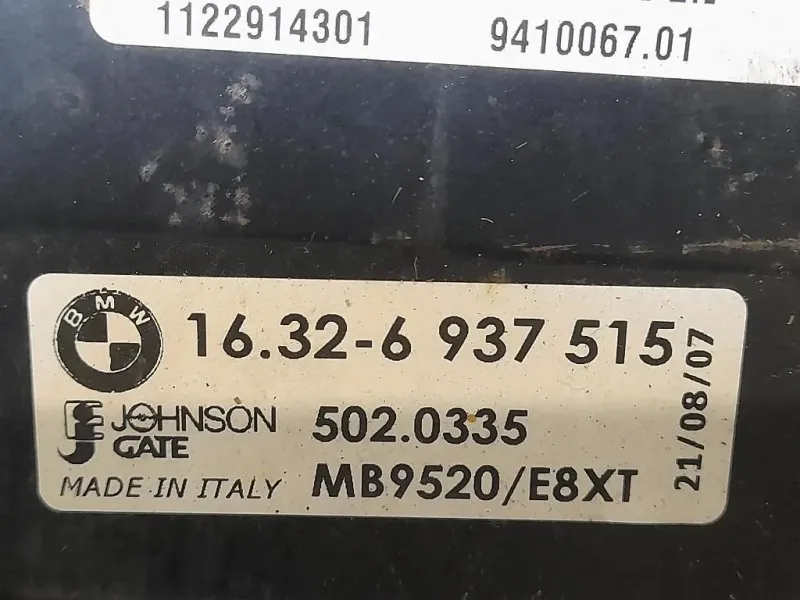 1122914301 9410067.01
BMW 16.32-6 937 515
JOHNSON
GATE
502.0335
MADE IN ITALY MB9520/E8XT
21/08/07